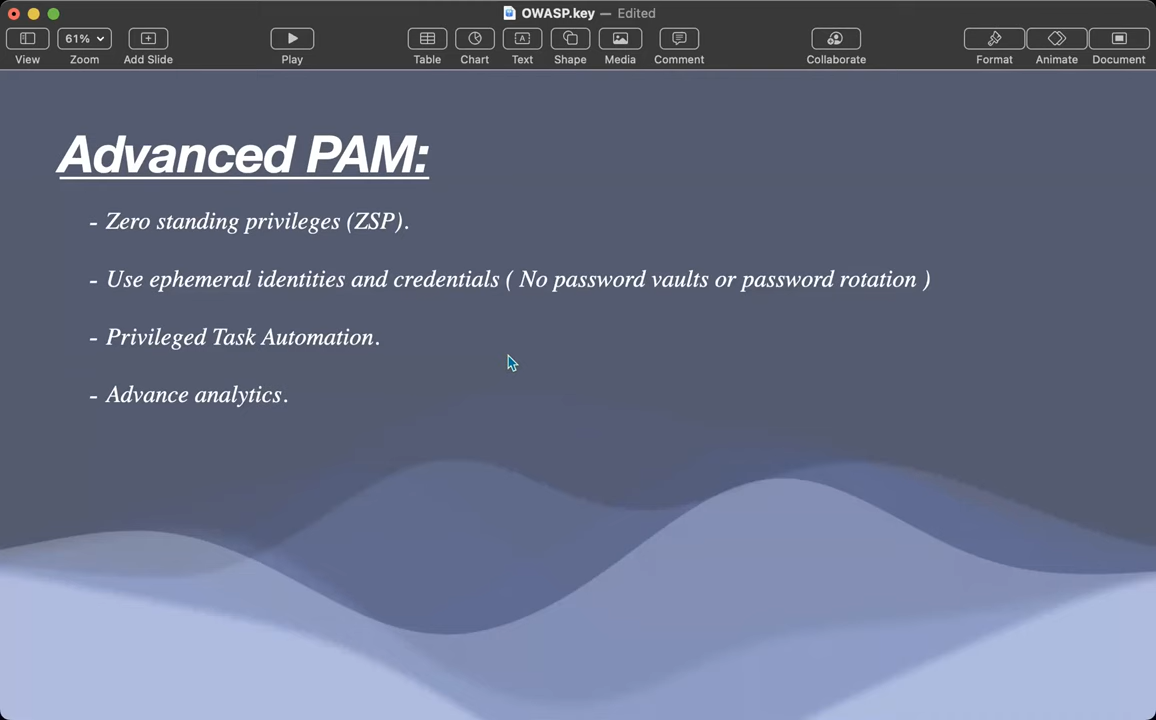 OWASP.key — Edited
61%
View Zoom Add Slide Play Table Chart Text Shape Media Comment Collaborate Format Animate Document
Advanced PAM:
- Zero standing privileges (ZSP).
- Use ephemeral identities and credentials ( No password vaults or password rotation )
- Privileged Task Automation.
- Advance analytics.